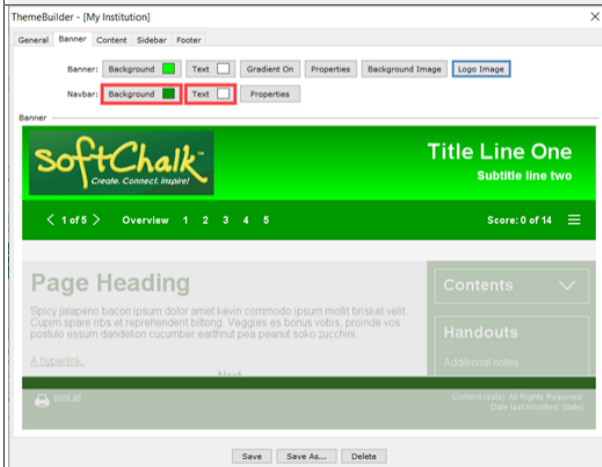 ThemeBuilder - [My Institution]
General Banner Content Sidebar Footer
Banner: Background Text Gradient On Properties Background Image Logo Image
Navbar: Background Text Properties
Banner
SoftChalk™
Create. Connect. Inspire!
Title Line One
Subtitle line two
< 1 of 5 > Overview 1 2 3 4 5 Score: 0 of 14
Page Heading
Spicy jalapeno bacon ipsum dolor amet kevin commodo ipsum mollit brisket velit.
Cupim spare ribs et reprehenderit biltong. Veggies es bonus vobis, proinde vos
postulo essum dandelion cucumber earthnut pea peanut soko zucchini.
A hyperlink.
Next
Contents
Handouts
Additional notes
print all
Content (date). All Rights Reserved.
Date last modified: (date)
Save Save As... Delete